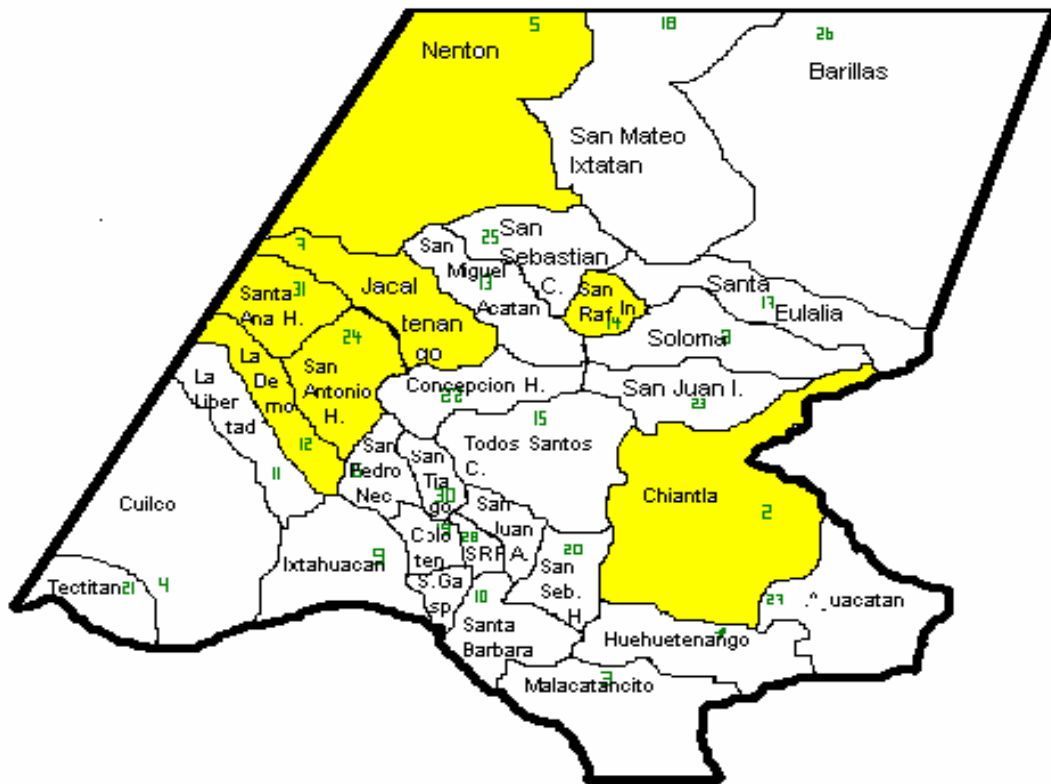 5
18
26
Nenton
Barillas
San Mateo
Ixtatan
25
San
Sebastian
C.
San
Miguel
13
Acatan
7
Jacal
tenan
go
San
Raf In
14
Santa
17
Eulalia
31
Santa
Ana H.
24
San
Antonio
H.
Soloma
La
De
mo
12
La
Liber
tad
11
Concepcion H.
22
San Juan I.
23
15
Todos Santos
C.
San
Pedro
Nec
San
Tia
go
30
Chiantla
2
Cuilco
San
Juan
A.
19
Colo
ten
28
SRP
Ixtahuacan
9
20
San
Seb.
H
Tectitan 21
4
S.Ga
sp
10
Santa
Barbara
27
uacatan
Huehuetenango
Malacatancito
3